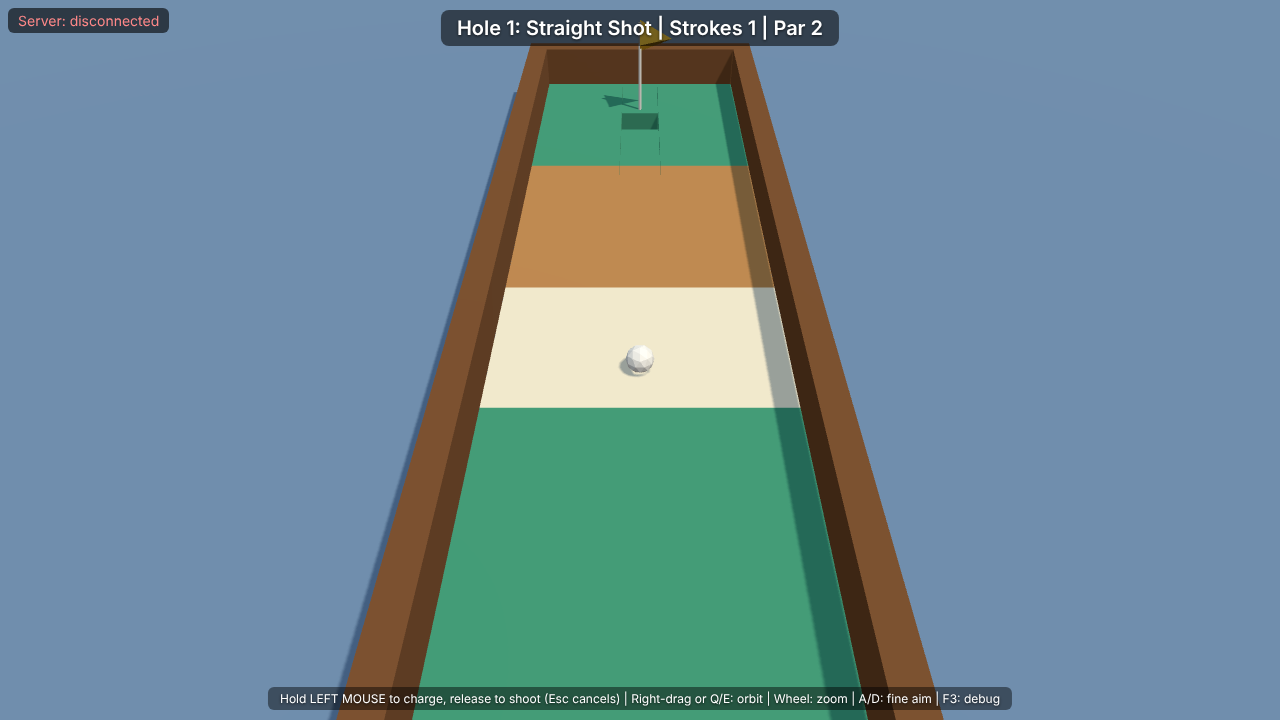 Server: disconnected
Hole 1: Straight Shot | Strokes 1 | Par 2
Hold LEFT MOUSE to charge, release to shoot (Esc cancels) | Right-drag or Q/E: orbit | Wheel: zoom | A/D: fine aim | F3: debug